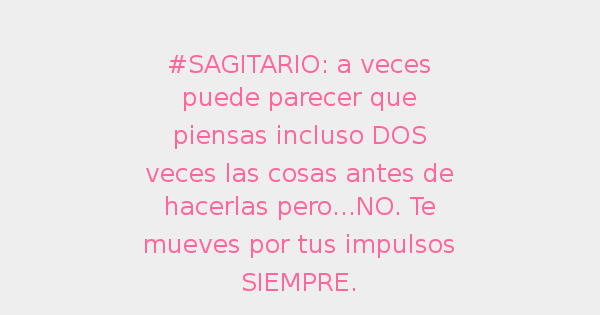 #SAGITARIO: a veces
puede parecer que
piensas incluso DOS
veces las cosas antes de
hacerlas pero...NO. Te
mueves por tus impulsos
SIEMPRE.